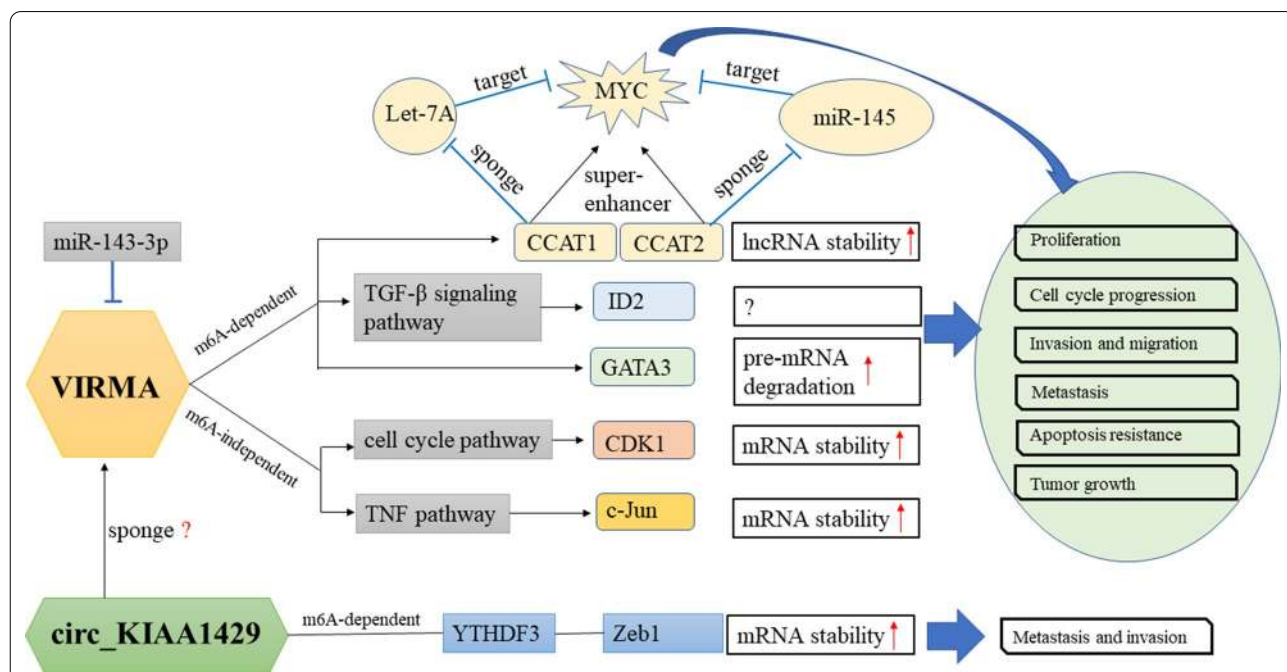 target
MYC
target
Let-7A
miR-145
sponge
super-
enhancer
sponge
miR-143-3p
CCAT1
CCAT2
lncRNA stability
Proliferation
m6A-dependent
TGF-β signaling
pathway
ID2
?
Cell cycle progression
VIRMA
GATA3
pre-mRNA
degradation
Invasion and migration
Metastasis
m6A-independent
cell cycle pathway
CDK1
mRNA stability
Apoptosis resistance
Tumor growth
TNF pathway
c-Jun
mRNA stability
sponge ?
circ_KIAA1429
m6A-dependent
YTHDF3
Zeb1
mRNA stability
Metastasis and invasion